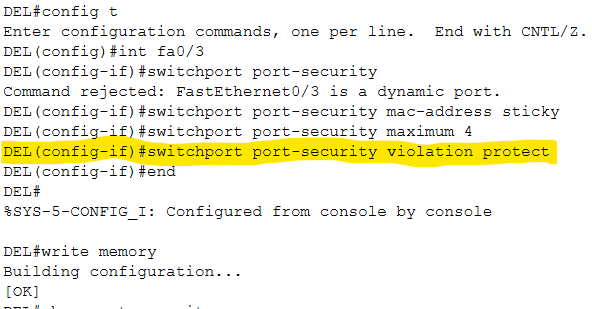 DEL#config t
Enter configuration commands, one per line.  End with CNTL/Z.
DEL(config)#int fa0/3
DEL(config-if)#switchport port-security
Command rejected: FastEthernet0/3 is a dynamic port.
DEL(config-if)#switchport port-security mac-address sticky
DEL(config-if)#switchport port-security maximum 4
DEL(config-if)#switchport port-security violation protect
DEL(config-if)#end
DEL#
%SYS-5-CONFIG_I: Configured from console by console
DEL#write memory
Building configuration...
[OK]